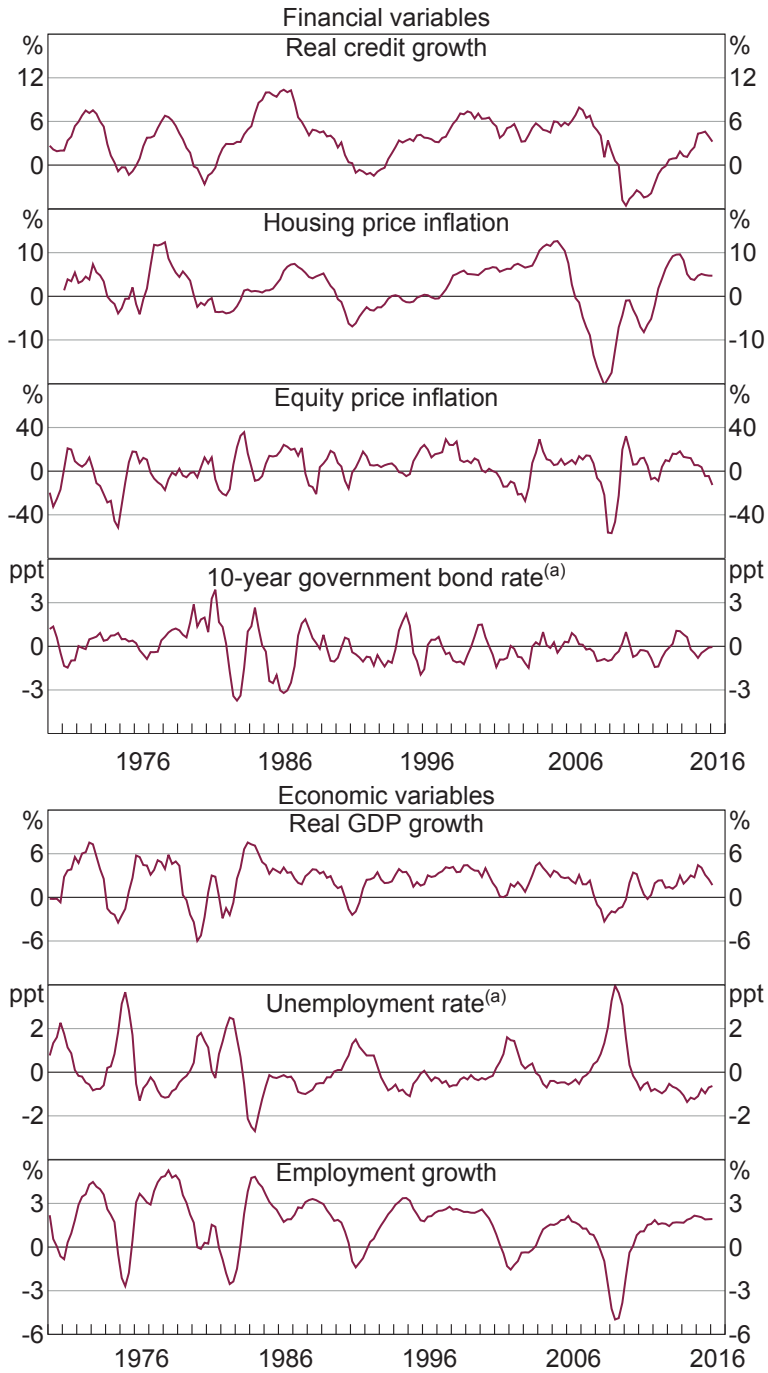 Financial variables
% Real credit growth %
12 12
6 6
0 0
% Housing price inflation %
10 10
0 0
-10 -10
% Equity price inflation %
40 40
0 0
-40 -40
ppt 10-year government bond rate(a) ppt
3 3
0 0
-3 -3
1976 1986 1996 2006 2016
Economic variables
% Real GDP growth %
6 6
0 0
-6 -6
ppt Unemployment rate(a) ppt
2 2
0 0
-2 -2
% Employment growth %
3 3
0 0
-3 -3
-6 -6
1976 1986 1996 2006 2016